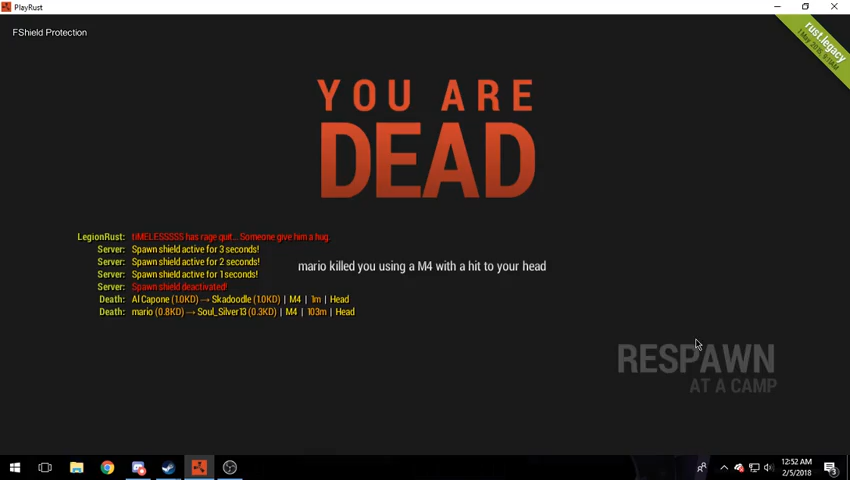 PlayRust
FShield Protection
rust.legacy
YOU ARE
DEAD
LegionRust: tiMELESSSSS has rage quit... Someone give him a hug.
Server: Spawn shield active for 3 seconds!
Server: Spawn shield active for 2 seconds!
Server: Spawn shield active for 1 seconds!
Server: Spawn shield deactivated!
mario killed you using a M4 with a hit to your head
Death: Al Capone (1.0KD) → Skadoodle (1.0KD) | M4 | 1m | Head
Death: mario (0.8KD) → Soul_Silver13 (0.3KD) | M4 | 103m | Head
RESPAWN
AT A CAMP
12:52 AM
2/5/2018
3